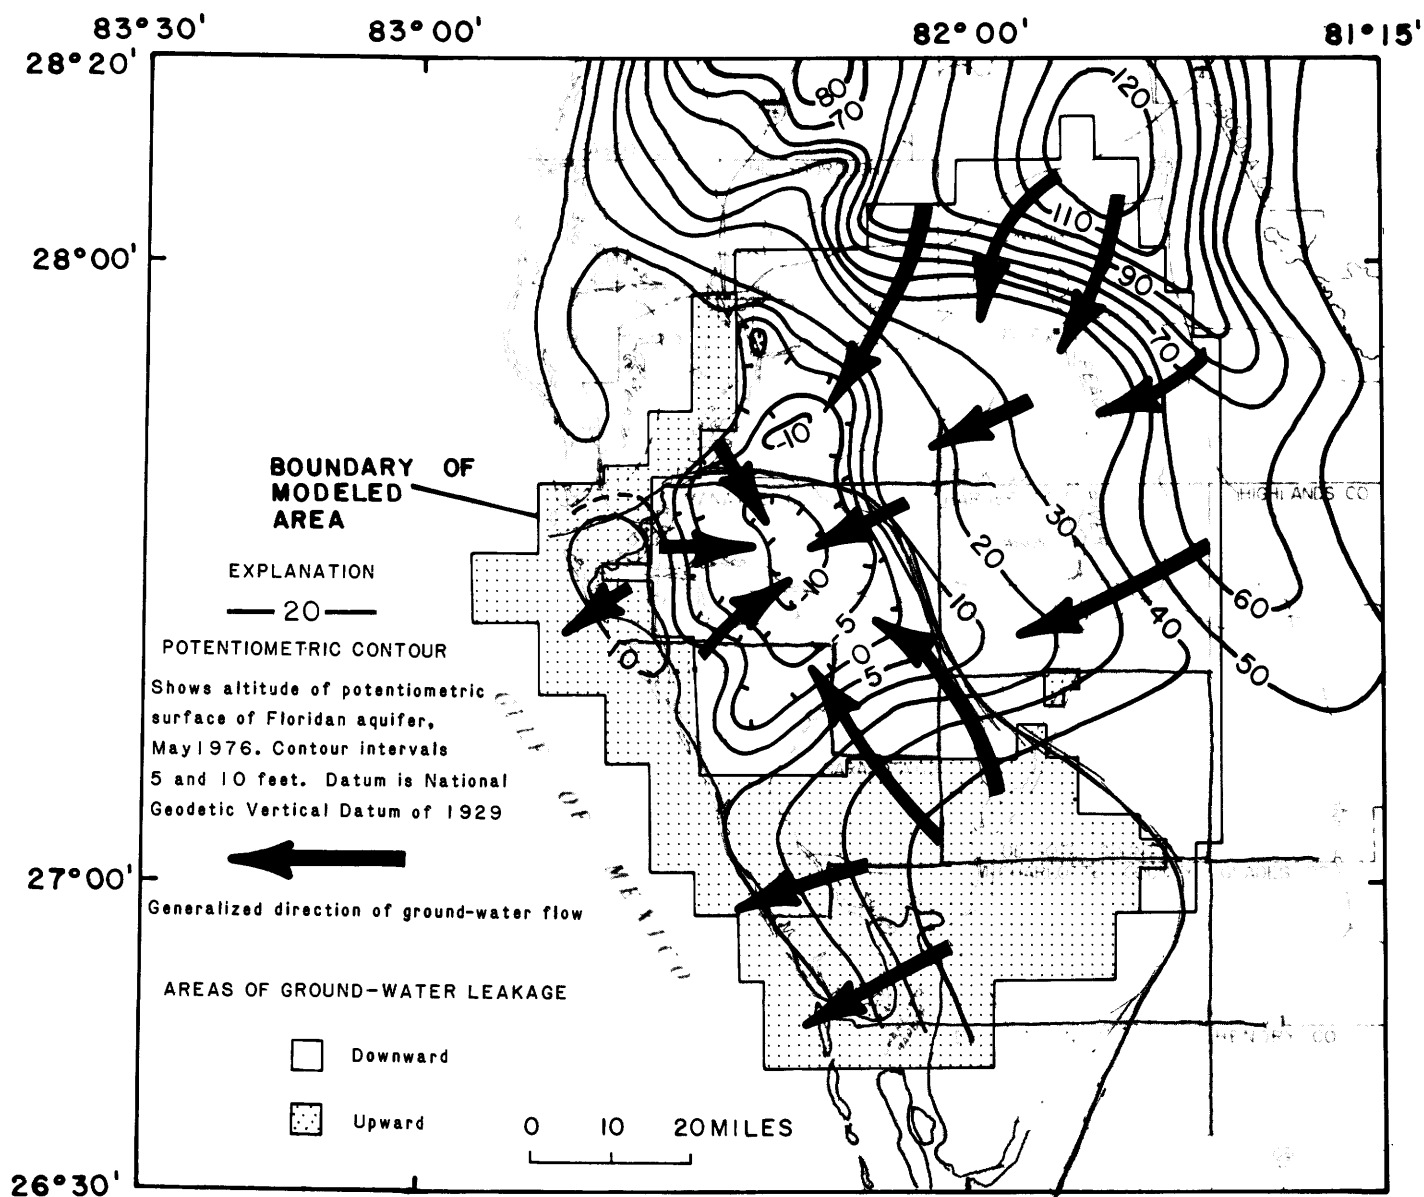 83°30' 83°00' 82°00' 81°15'
28°20'
80
70
120
110
28°00'
90
70
-10
BOUNDARY OF
MODELED
AREA
HIGHLANDS CO
30
20
EXPLANATION
20
-10
10
60
40
-5
0
5
10
50
POTENTIOMETRIC CONTOUR
Shows altitude of potentiometric
surface of Floridan aquifer,
May 1976. Contour intervals
5 and 10 feet. Datum is National
Geodetic Vertical Datum of 1929
GULF OF MEXICO
27°00'
GLADES
Generalized direction of ground-water flow
AREAS OF GROUND-WATER LEAKAGE
Downward
HENDRY CO
Upward
0 10 20 MILES
26°30'